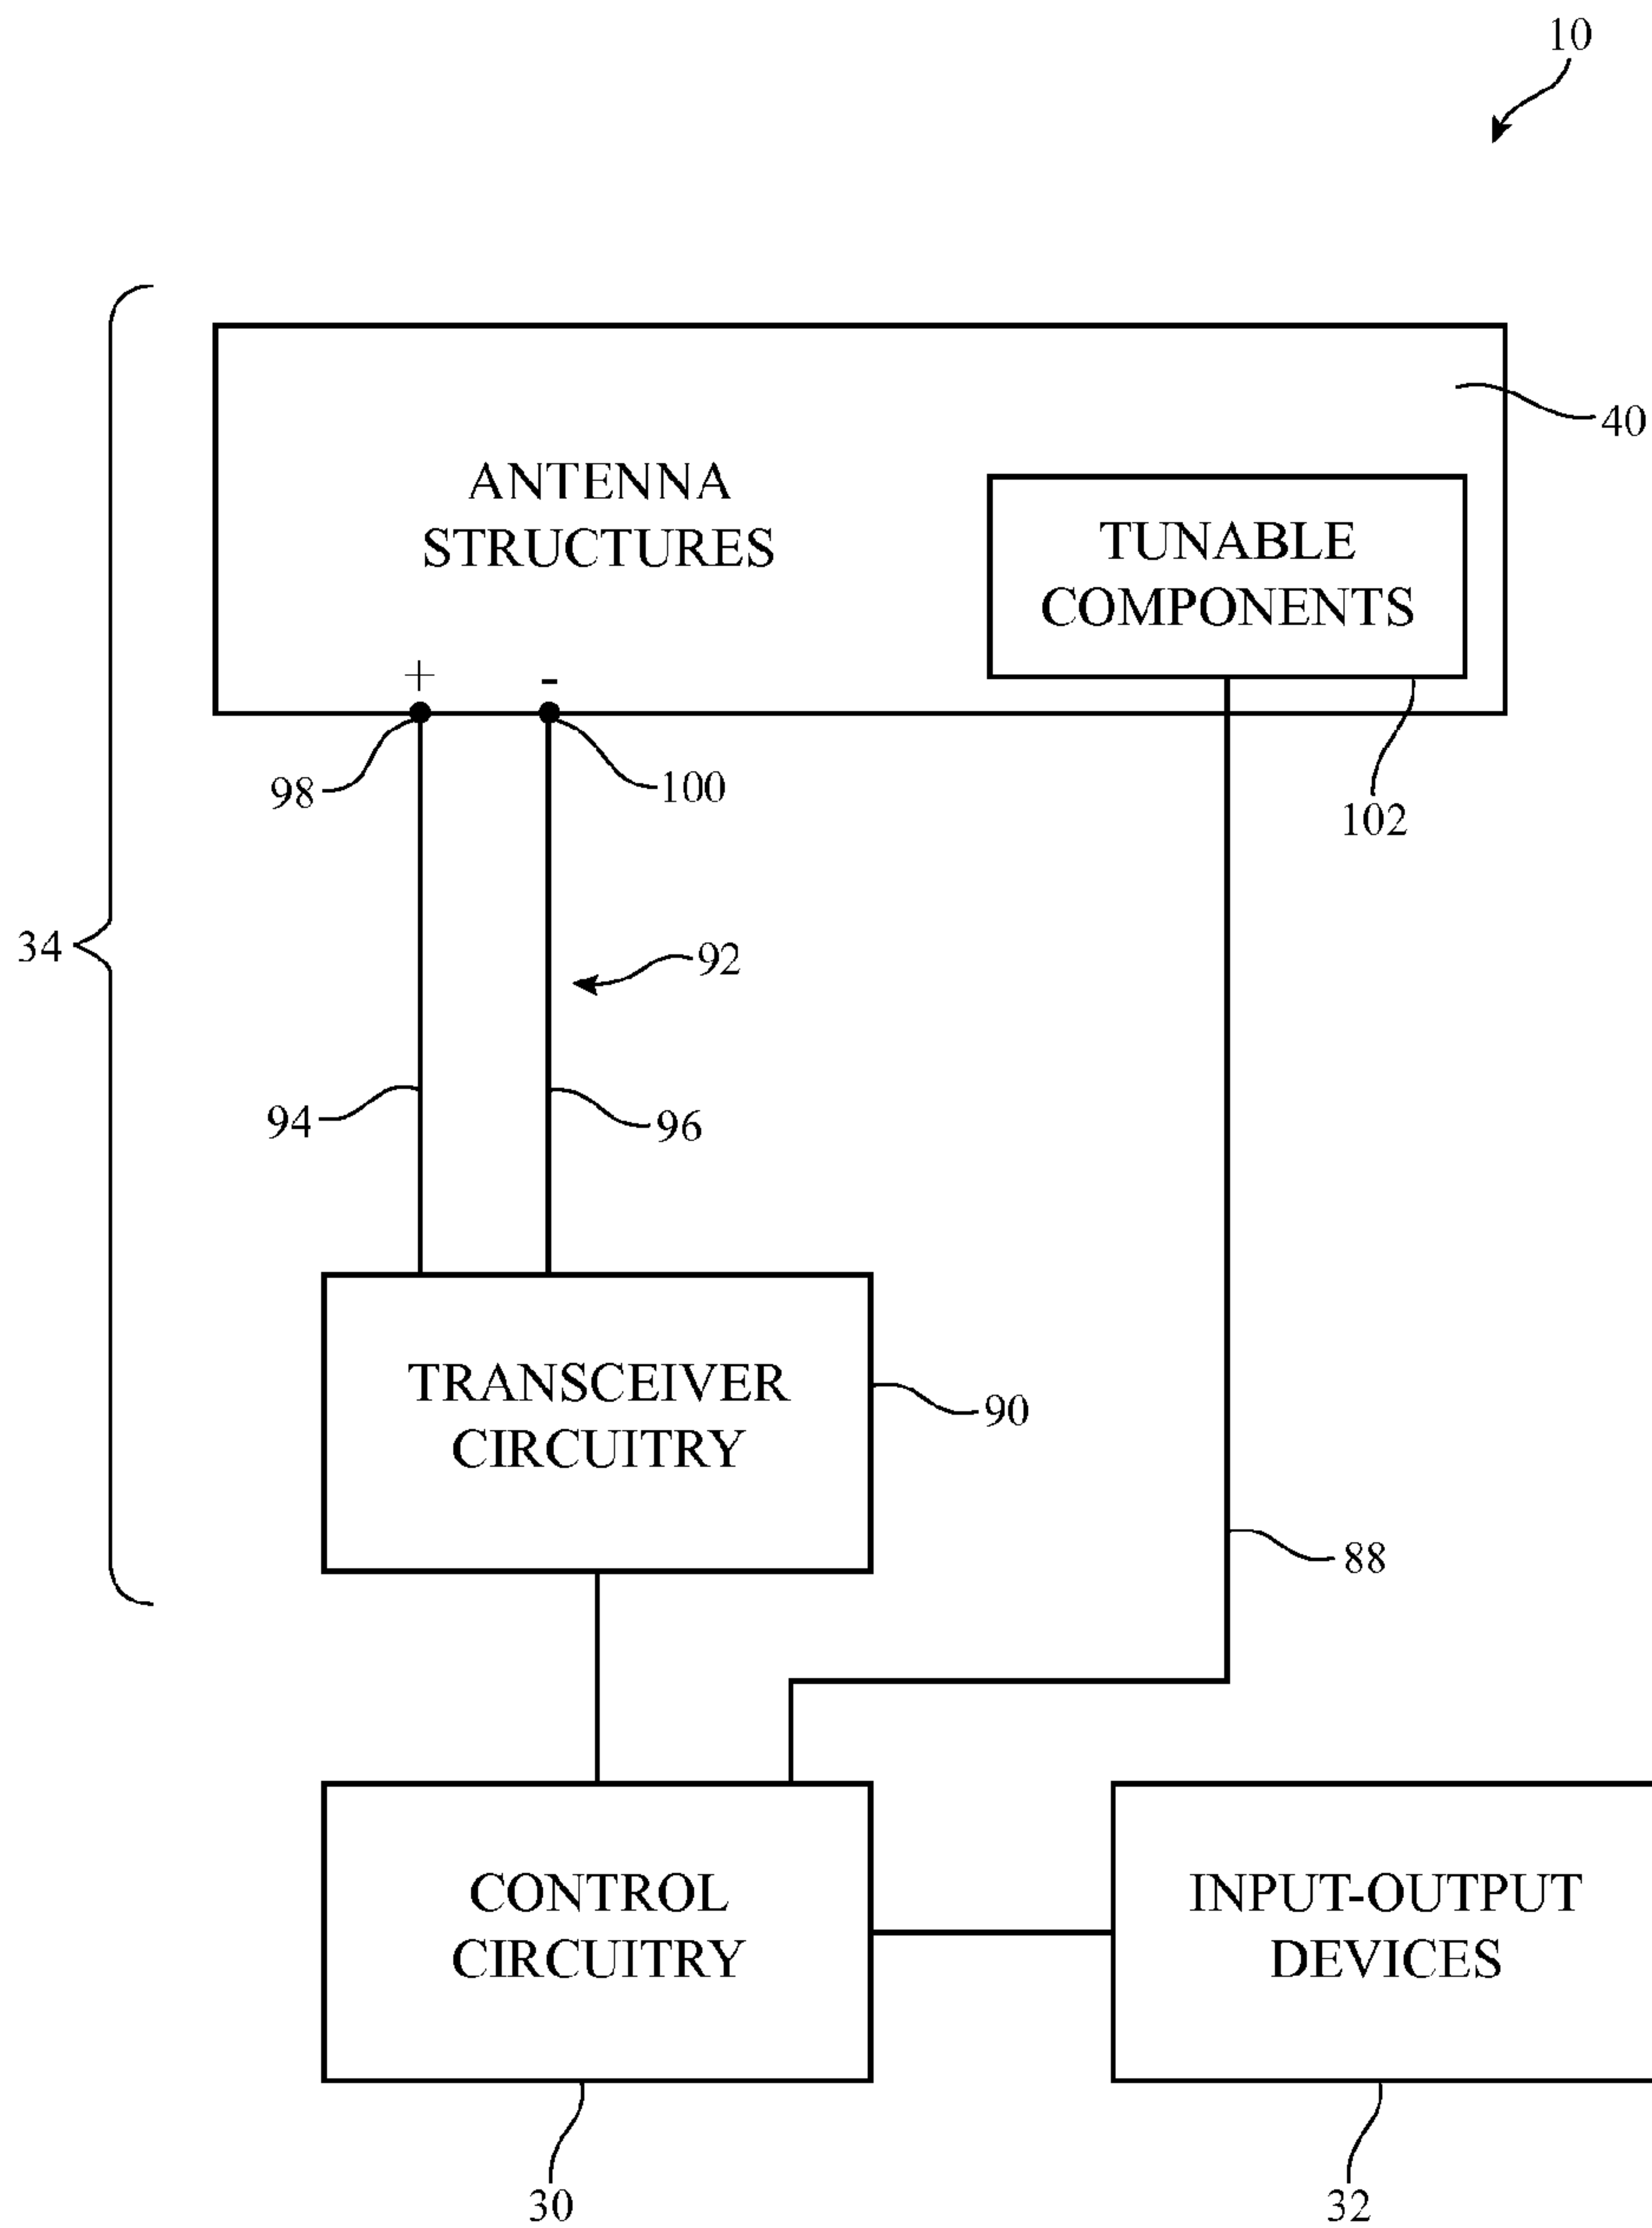 10
40
ANTENNA
STRUCTURES
TUNABLE
COMPONENTS
+
-
98
100
102
34
92
94
96
TRANSCEIVER
CIRCUITRY
90
88
CONTROL
CIRCUITRY
INPUT-OUTPUT
DEVICES
30
32